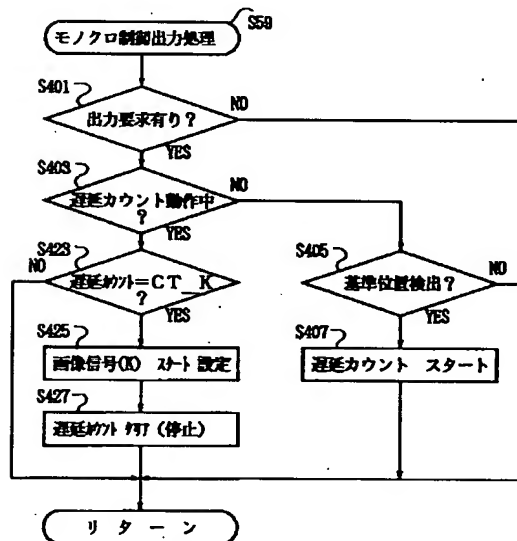 S59
モノクロ制御出力処理
S401
出力要求有り?
NO
YES
S403
遅延カウント動作中
?
NO
YES
S423
遅延カウント=CT_K
?
NO
YES
S405
基準位置検出?
NO
YES
S425
画像信号(K) スタート 設定
S407
遅延カウント スタート
S427
遅延カウント クリア (停止)
リターン